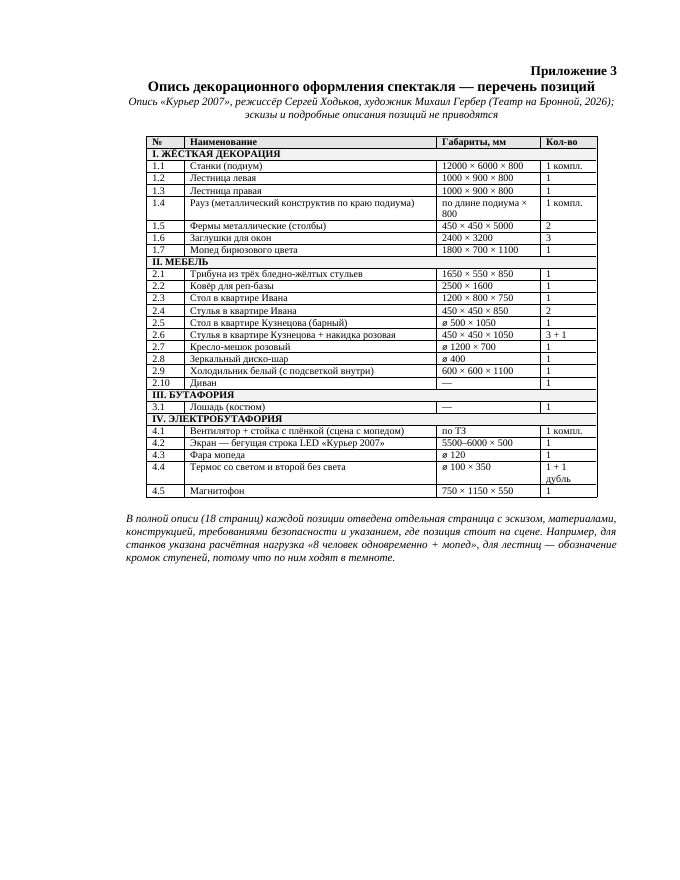 Приложение 3
Опись декорационного оформления спектакля — перечень позиций
Опись «Курьер 2007», режиссёр Сергей Ходьков, художник Михаил Гербер (Театр на Бронной, 2026);
эскизы и подробные описания позиций не приводятся
№ Наименование Габариты, мм Кол-во
I. ЖЁСТКАЯ ДЕКОРАЦИЯ
1.1 Станки (подиум) 12000 × 6000 × 800 1 компл.
1.2 Лестница левая 1000 × 900 × 800 1
1.3 Лестница правая 1000 × 900 × 800 1
1.4 Рауз (металлический конструктив по краю подиума) по длине подиума × 1 компл.
800
1.5 Фермы металлические (столбы) 450 × 450 × 5000 2
1.6 Заглушки для окон 2400 × 3200 3
1.7 Мопед бирюзового цвета 1800 × 700 × 1100 1
II. МЕБЕЛЬ
2.1 Трибуна из трёх бледно-жёлтых стульев 1650 × 550 × 850 1
2.2 Ковёр для реп-базы 2500 × 1600 1
2.3 Стол в квартире Ивана 1200 × 800 × 750 1
2.4 Стулья в квартире Ивана 450 × 450 × 850 2
2.5 Стол в квартире Кузнецова (барный) ⌀ 500 × 1050 1
2.6 Стулья в квартире Кузнецова + накидка розовая 450 × 450 × 1050 3 + 1
2.7 Кресло-мешок розовый ⌀ 1200 × 700 1
2.8 Зеркальный диско-шар ⌀ 400 1
2.9 Холодильник белый (с подсветкой внутри) 600 × 600 × 1100 1
2.10 Диван — 1
III. БУТАФОРИЯ
3.1 Лошадь (костюм) — 1
IV. ЭЛЕКТРОБУТАФОРИЯ
4.1 Вентилятор + стойка с плёнкой (сцена с мопедом) по ТЗ 1 компл.
4.2 Экран — бегущая строка LED «Курьер 2007» 5500–6000 × 500 1
4.3 Фара мопеда ⌀ 120 1
4.4 Термос со светом и второй без света ⌀ 100 × 350 1 + 1
дубль
4.5 Магнитофон 750 × 1150 × 550 1
В полной описи (18 страниц) каждой позиции отведена отдельная страница с эскизом, материалами,
конструкцией, требованиями безопасности и указанием, где позиция стоит на сцене. Например, для
станков указана расчётная нагрузка «8 человек одновременно + мопед», для лестниц — обозначение
кромок ступеней, потому что по ним ходят в темноте.